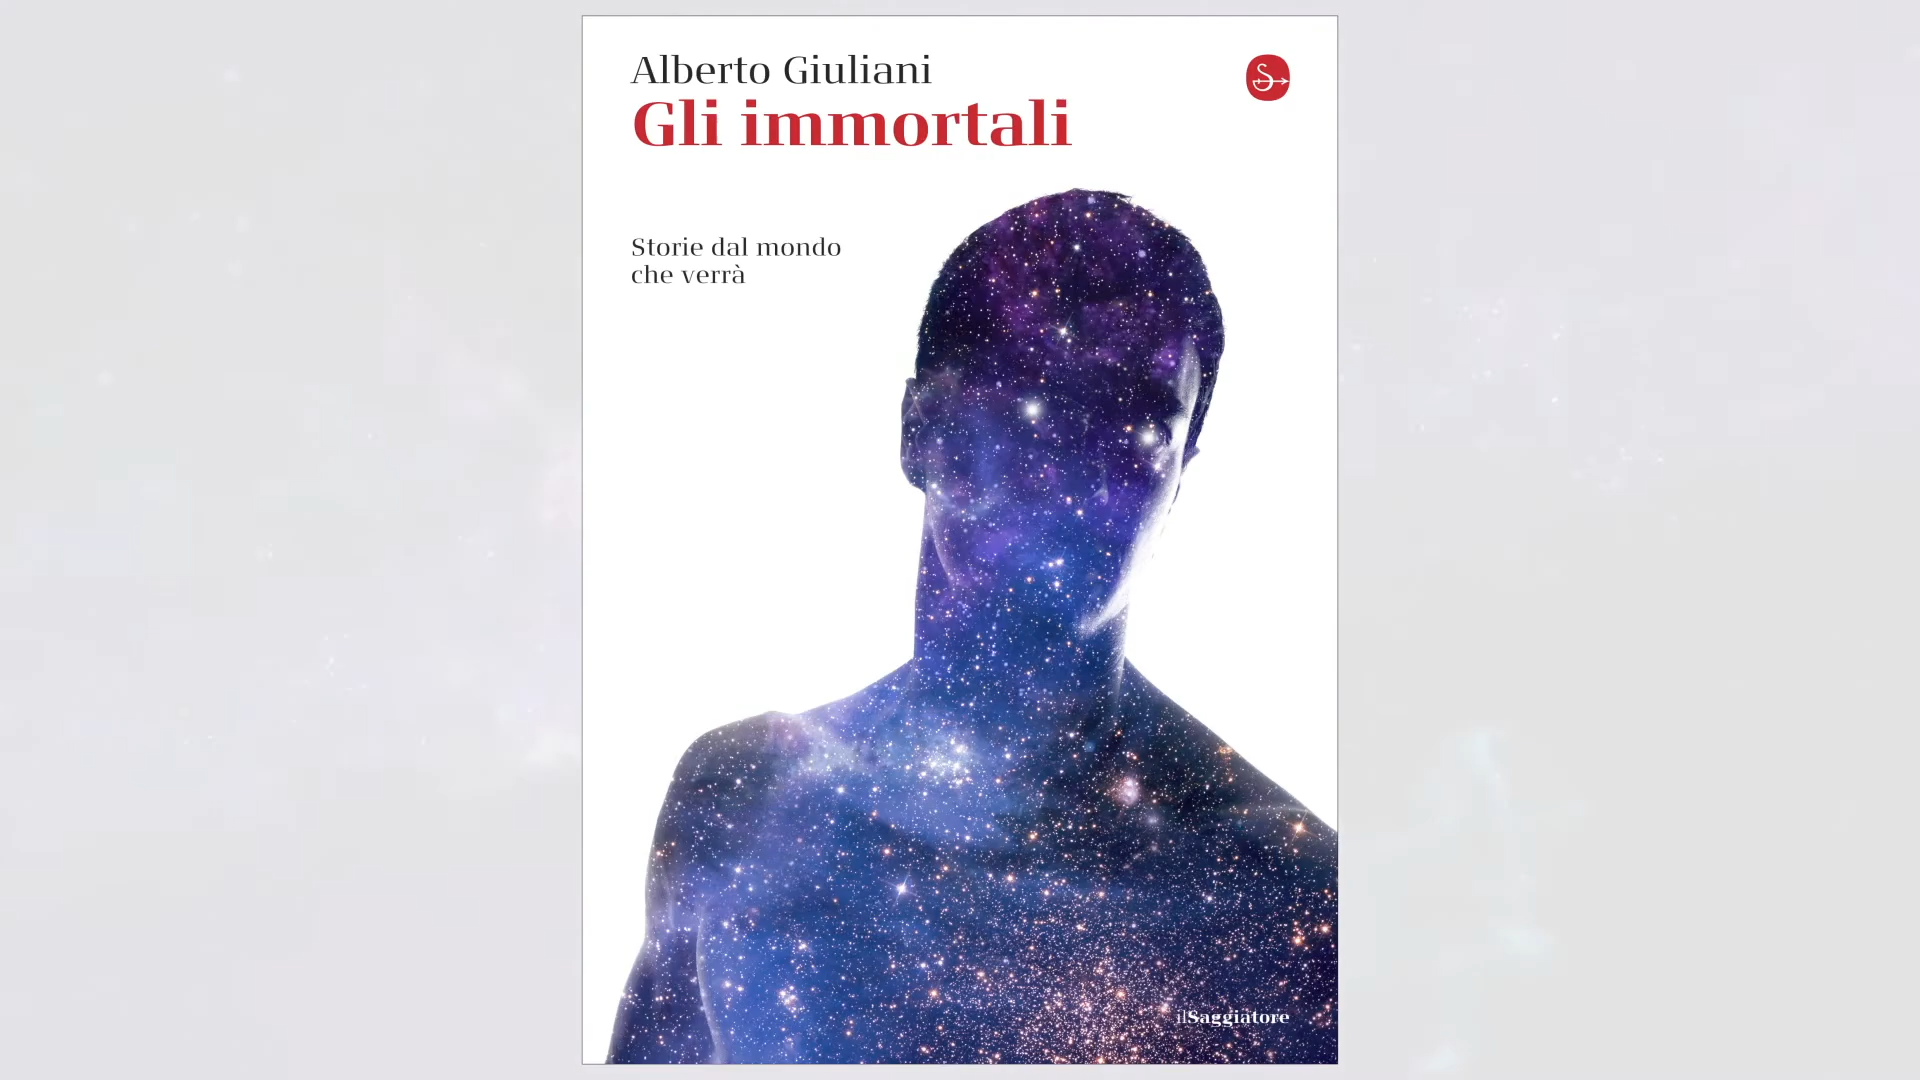 Alberto Giuliani
Gli immortali
Storie dal mondo
che verrà
ilSaggiatore